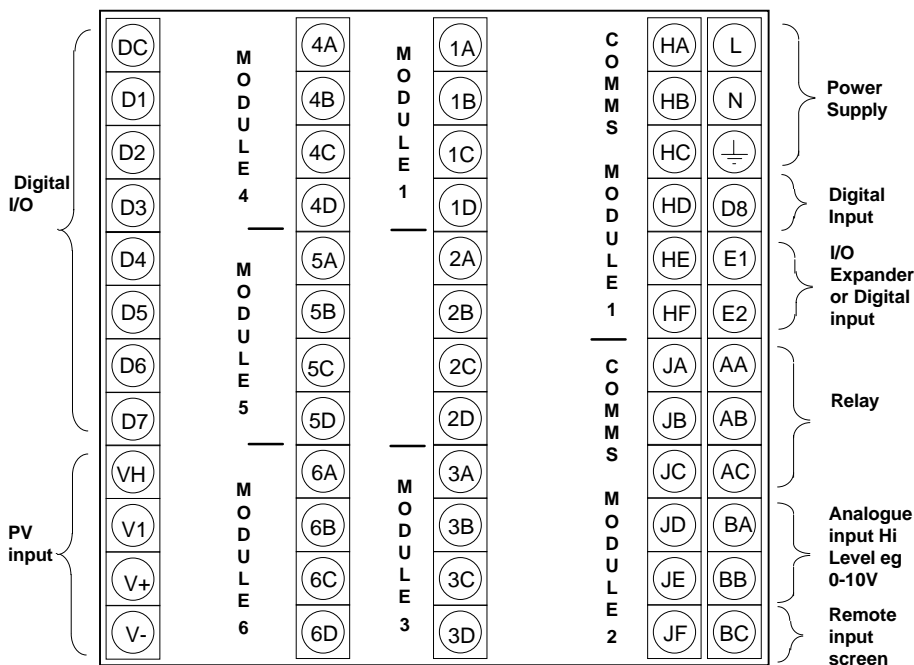 Digital
I/O
PV
input
DC
D1
D2
D3
D4
D5
D6
D7
VH
V1
V+
V-
MODULE 4
MODULE 5
MODULE 6
4A
4B
4C
4D
5A
5B
5C
5D
6A
6B
6C
6D
MODULE 1
MODULE 3
1A
1B
1C
1D
2A
2B
2C
2D
3A
3B
3C
3D
COMMS MODULE 1
COMMS MODULE 2
HA
HB
HC
HD
HE
HF
JA
JB
JC
JD
JE
JF
L
N
D8
E1
E2
AA
AB
AC
BA
BB
BC
Power
Supply
Digital
Input
I/O
Expander
or Digital
input
Relay
Analogue
input Hi
Level eg
0-10V
Remote
input
screen